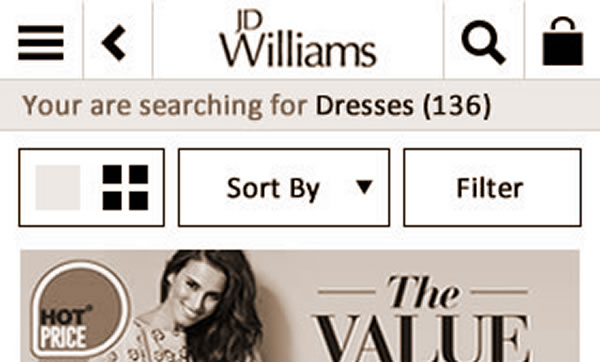 JD
Williams
Your are searching for Dresses (136)
Sort By
Filter
HOT
PRICE
The
VALUE